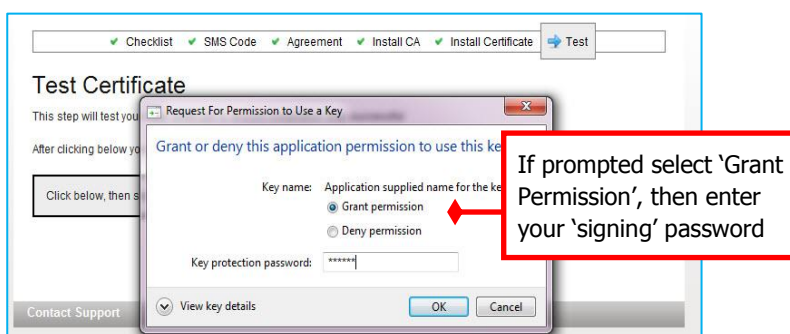 Checklist SMS Code Agreement Install CA Install Certificate Test
Test Certificate
This step will test you
After clicking below yo
Click below, then s
Request For Permission to Use a Key
Grant or deny this application permission to use this ke
Key name: Application supplied name for the ke
Grant permission
Deny permission
Key protection password: ******
View key details OK Cancel
If prompted select ‘Grant
Permission’, then enter
your ‘signing’ password
Contact Support